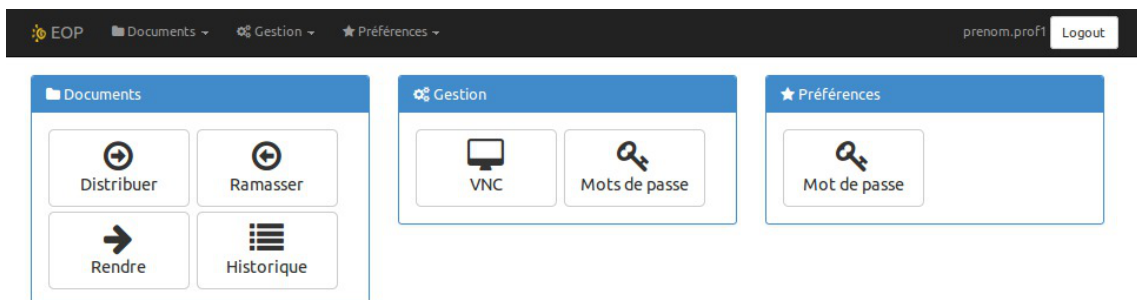 EOP Documents Gestion Préférences prenom.prof1 Logout
Documents
Distribuer Ramasser
Rendre Historique
Gestion
VNC Mots de passe
Préférences
Mot de passe